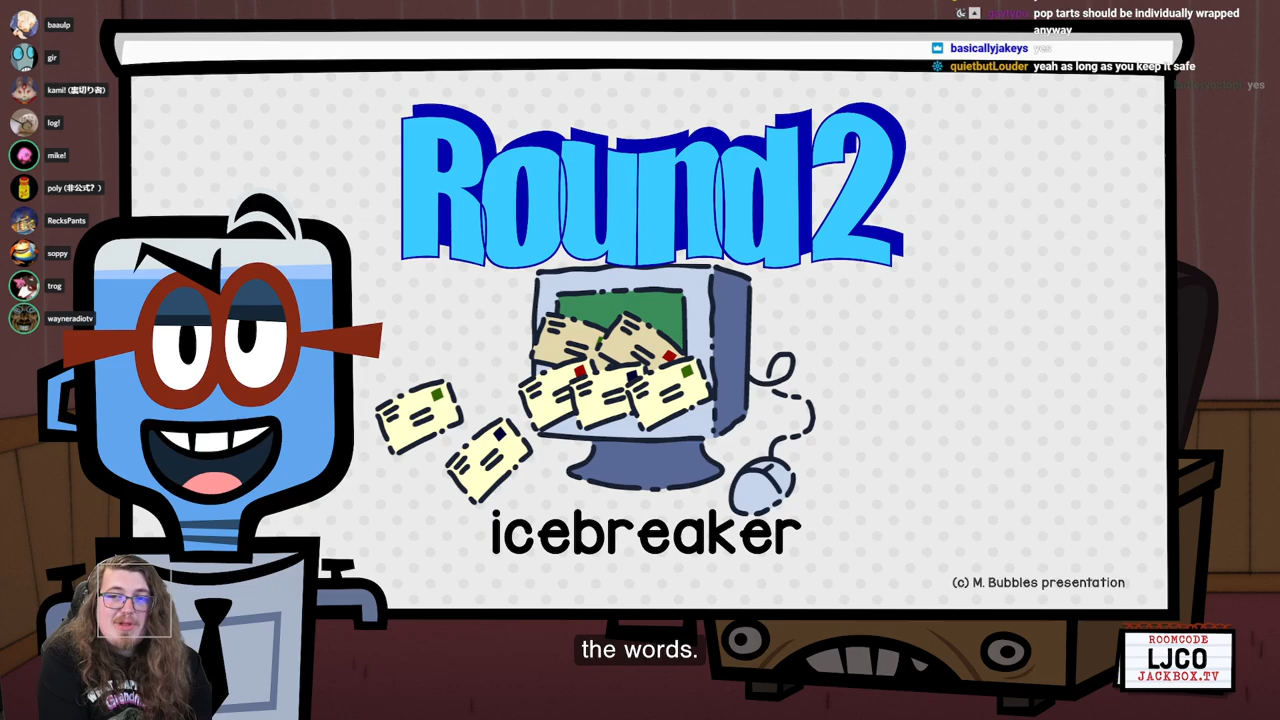 baaulp
gir
kami! (裏切り者)
log!
mike!
poly (非公式? )
RecksPants
soppy
trog
wayneradiotv
pop tarts should be individually wrapped
anyway
basicallyjakeys yes
quietbutLouder yeah as long as you keep it safe
yes
Round 2
icebreaker
(c) M. Bubbles presentation
the words.
ROOMCODE
LJCO
JACKBOX.TV